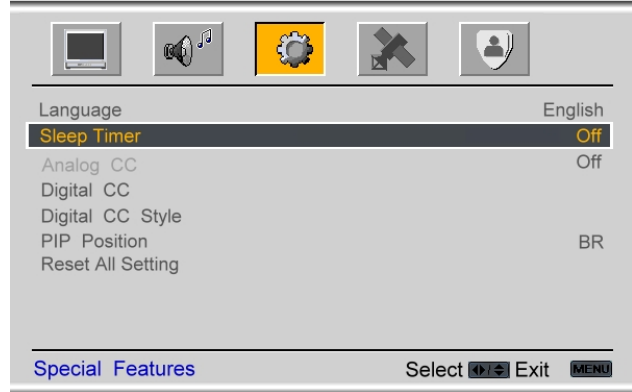 Language English
Sleep Timer Off
Analog CC Off
Digital CC
Digital CC Style
PIP Position BR
Reset All Setting
Special Features Select Exit MENU